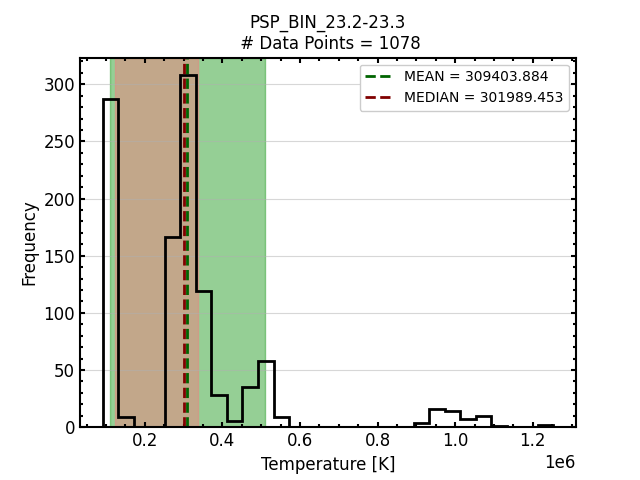 PSP_BIN_23.2-23.3
# Data Points = 1078
MEAN = 309403.884
MEDIAN = 301989.453
Frequency
300
250
200
150
100
50
0
0.2 0.4 0.6 0.8 1.0 1.2
1e6
Temperature [K]